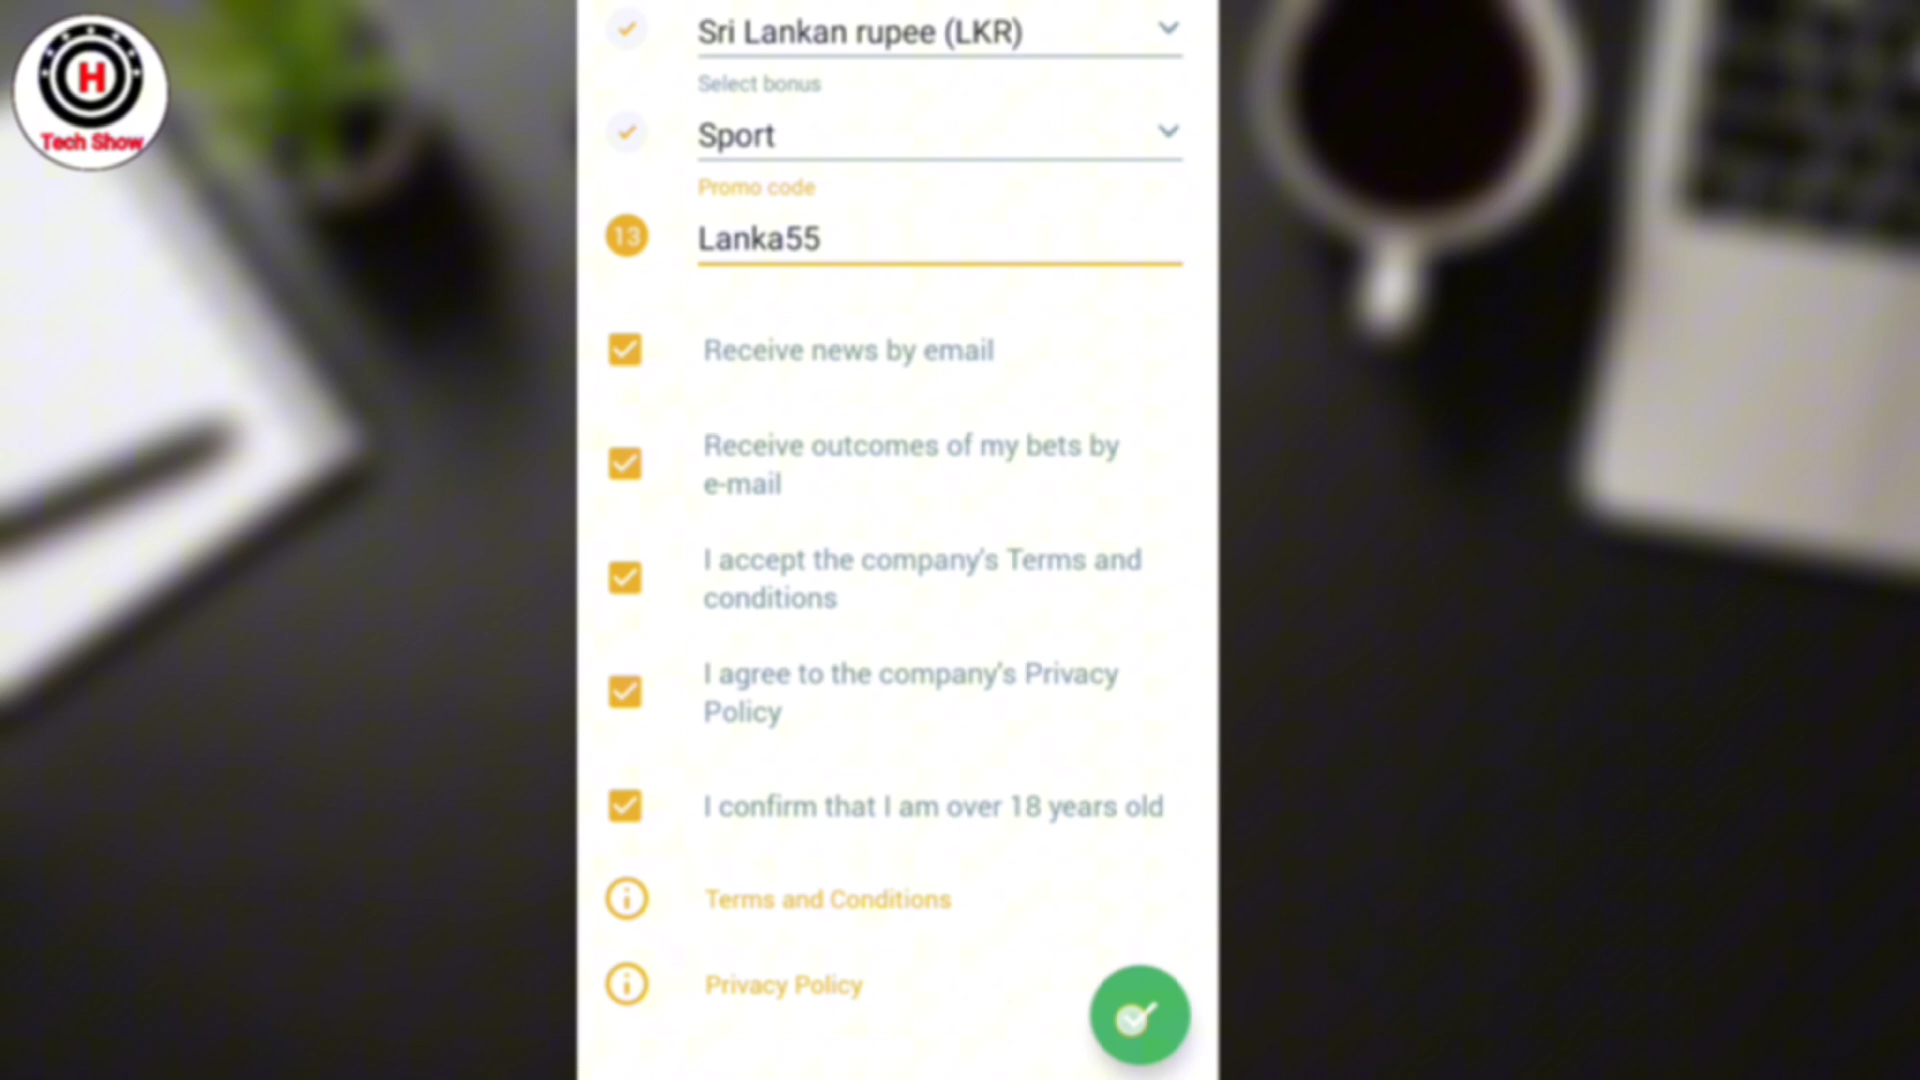 H
Tech Show
Sri Lankan rupee (LKR)
Select bonus
Sport
Promo code
13
Lanka55
Receive news by email
Receive outcomes of my bets by
e-mail
I accept the company's Terms and
conditions
I agree to the company's Privacy
Policy
I confirm that I am over 18 years old
Terms and Conditions
Privacy Policy